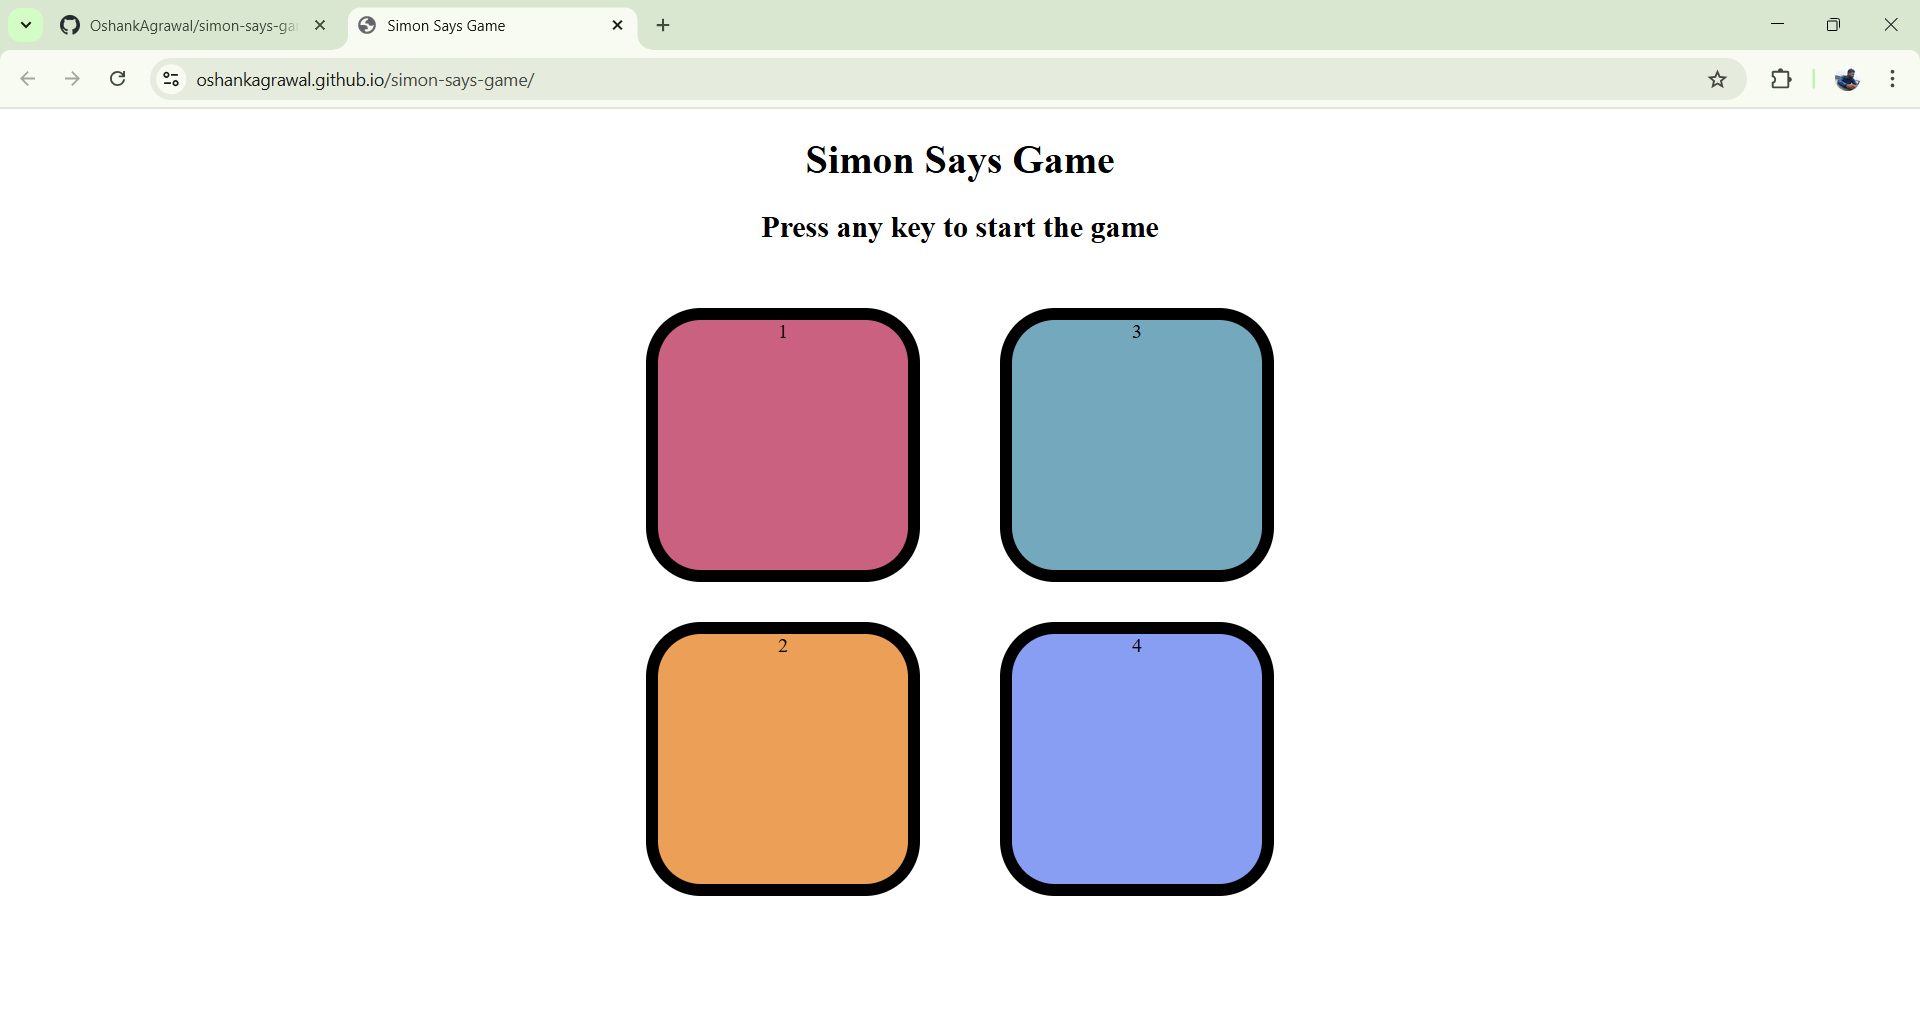 OshankAgrawal/simon-says-ga
Simon Says Game
oshankagrawal.github.io/simon-says-game/
Simon Says Game
Press any key to start the game
1
3
2
4